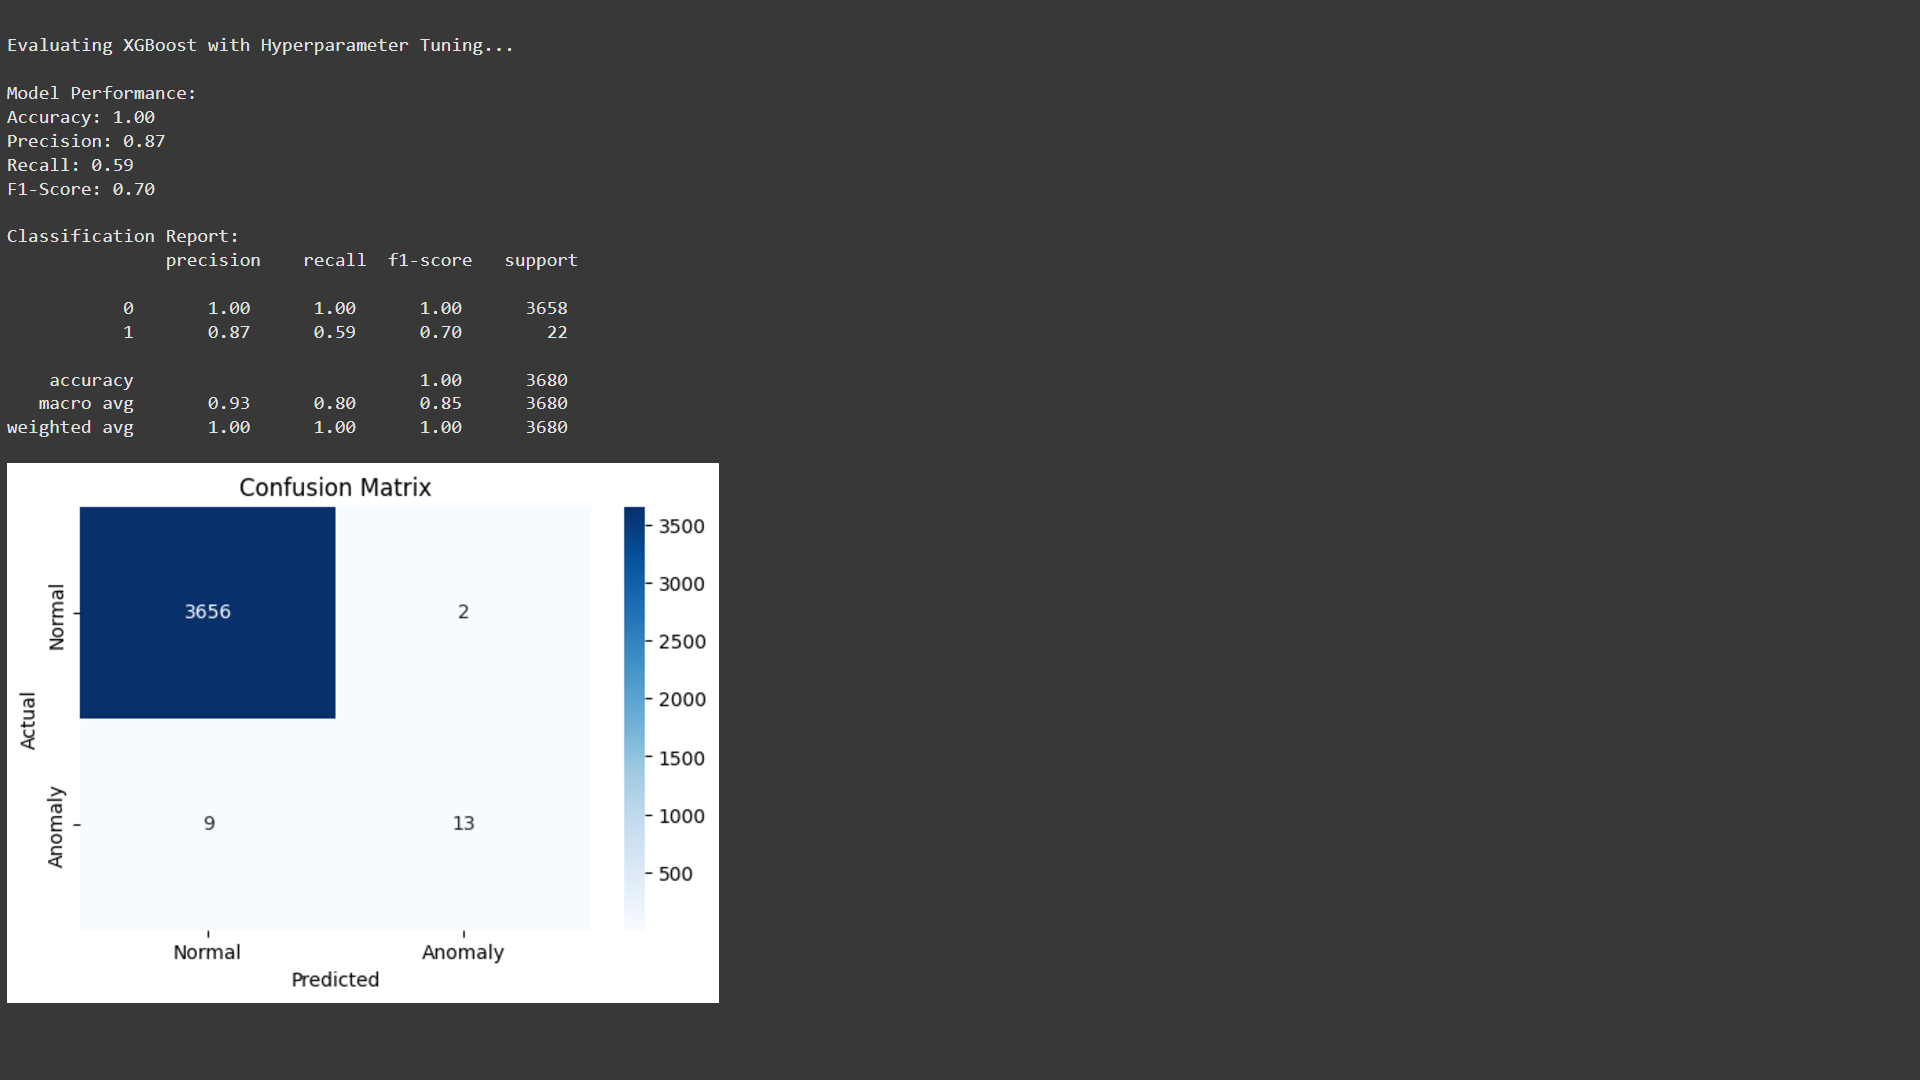 Evaluating XGBoost with Hyperparameter Tuning...
Model Performance:
Accuracy: 1.00
Precision: 0.87
Recall: 0.59
F1-Score: 0.70
Classification Report:
precision recall f1-score support
0 1.00 1.00 1.00 3658
1 0.87 0.59 0.70 22
accuracy 1.00 3680
macro avg 0.93 0.80 0.85 3680
weighted avg 1.00 1.00 1.00 3680
Confusion Matrix
Actual
Normal
Anomaly
3656 2
9 13
Normal Anomaly
Predicted
3500
3000
2500
2000
1500
1000
500